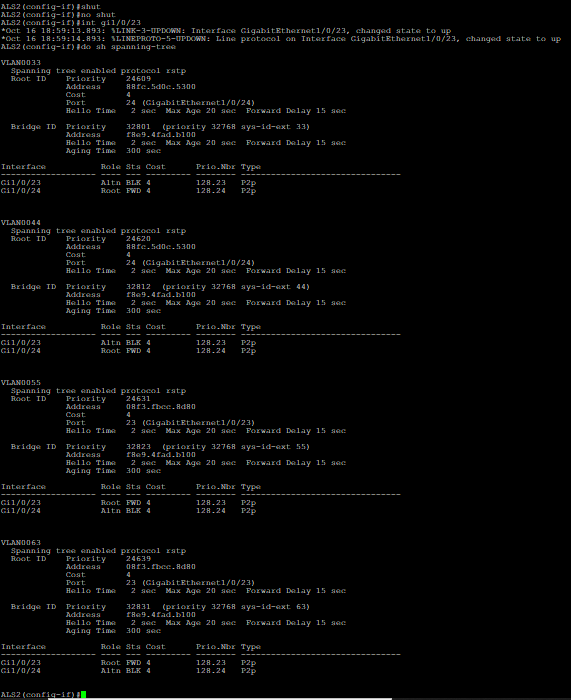 ALS2(config-if)#shut
ALS2(config-if)#no shut
ALS2(config-if)#int gi1/0/23
*Oct 16 18:59:13.893: %LINK-3-UPDOWN: Interface GigabitEthernet1/0/23, changed state to up
*Oct 16 18:59:14.893: %LINEPROTO-5-UPDOWN: Line protocol on Interface GigabitEthernet1/0/23, changed state to up
ALS2(config-if)#do sh spanning-tree
VLAN0033
Spanning tree enabled protocol rstp
Root ID Priority 24609
Address 88fc.5d0c.5300
Cost 4
Port 24 (GigabitEthernet1/0/24)
Hello Time 2 sec Max Age 20 sec Forward Delay 15 sec
Bridge ID Priority 32801 (priority 32768 sys-id-ext 33)
Address f8e9.4fad.b100
Hello Time 2 sec Max Age 20 sec Forward Delay 15 sec
Aging Time 300 sec
Interface Role Sts Cost Prio.Nbr Type
------------------- ---- --- --------- -------- --------------------------------
Gi1/0/23 Altn BLK 4 128.23 P2p
Gi1/0/24 Root FWD 4 128.24 P2p
VLAN0044
Spanning tree enabled protocol rstp
Root ID Priority 24620
Address 88fc.5d0c.5300
Cost 4
Port 24 (GigabitEthernet1/0/24)
Hello Time 2 sec Max Age 20 sec Forward Delay 15 sec
Bridge ID Priority 32812 (priority 32768 sys-id-ext 44)
Address f8e9.4fad.b100
Hello Time 2 sec Max Age 20 sec Forward Delay 15 sec
Aging Time 300 sec
Interface Role Sts Cost Prio.Nbr Type
------------------- ---- --- --------- -------- --------------------------------
Gi1/0/23 Altn BLK 4 128.23 P2p
Gi1/0/24 Root FWD 4 128.24 P2p
VLAN0055
Spanning tree enabled protocol rstp
Root ID Priority 24631
Address 08f3.fbcc.8d80
Cost 4
Port 23 (GigabitEthernet1/0/23)
Hello Time 2 sec Max Age 20 sec Forward Delay 15 sec
Bridge ID Priority 32823 (priority 32768 sys-id-ext 55)
Address f8e9.4fad.b100
Hello Time 2 sec Max Age 20 sec Forward Delay 15 sec
Aging Time 300 sec
Interface Role Sts Cost Prio.Nbr Type
------------------- ---- --- --------- -------- --------------------------------
Gi1/0/23 Root FWD 4 128.23 P2p
Gi1/0/24 Altn BLK 4 128.24 P2p
VLAN0063
Spanning tree enabled protocol rstp
Root ID Priority 24639
Address 08f3.fbcc.8d80
Cost 4
Port 23 (GigabitEthernet1/0/23)
Hello Time 2 sec Max Age 20 sec Forward Delay 15 sec
Bridge ID Priority 32831 (priority 32768 sys-id-ext 63)
Address f8e9.4fad.b100
Hello Time 2 sec Max Age 20 sec Forward Delay 15 sec
Aging Time 300 sec
Interface Role Sts Cost Prio.Nbr Type
------------------- ---- --- --------- -------- --------------------------------
Gi1/0/23 Root FWD 4 128.23 P2p
Gi1/0/24 Altn BLK 4 128.24 P2p
ALS2(config-if)#